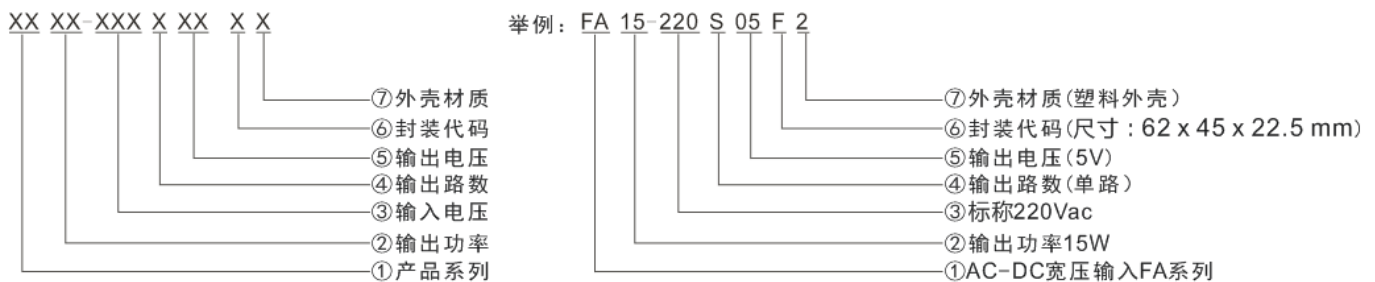 XX XX-XXX X XX X X
⑦外壳材质
⑥封装代码
⑤输出电压
④输出路数
③输入电压
②输出功率
①产品系列
举例：FA 15-220 S 05 F 2
⑦外壳材质(塑料外壳）
⑥封装代码(尺寸：62 x 45 x 22.5 mm)
⑤输出电压(5V)
④输出路数(单路）
③标称220Vac
②输出功率15W
①AC-DC宽压输入FA系列